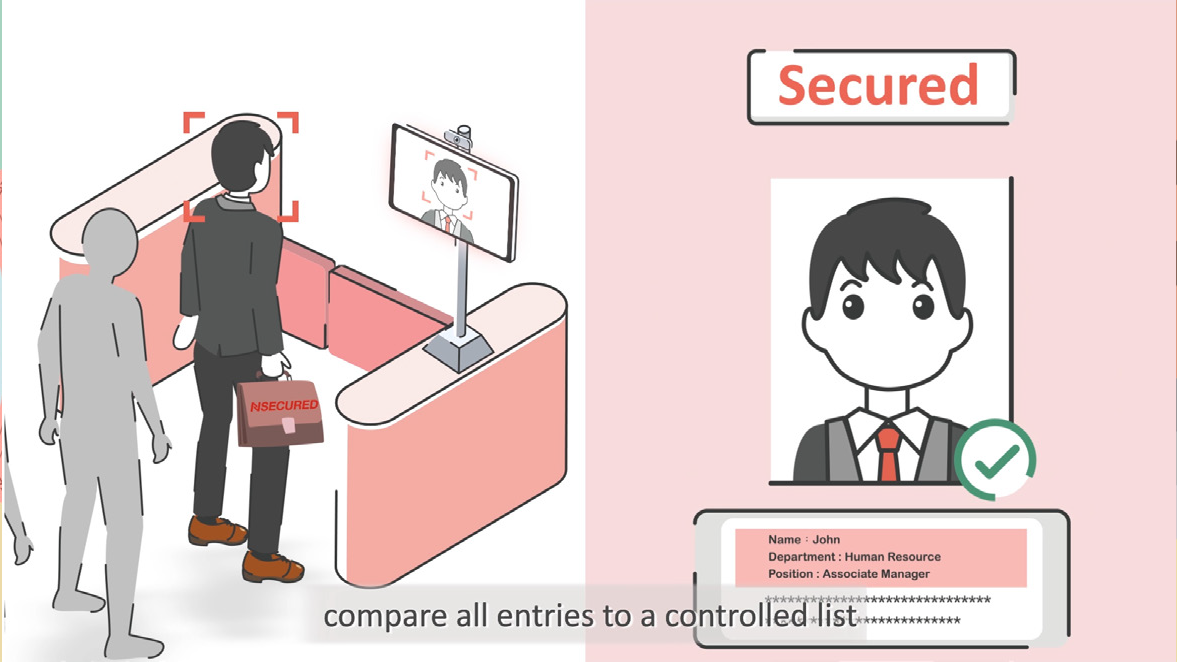 Secured
NSECURED
Name : John
Department : Human Resource
Position : Associate Manager
*******************************
***************************
compare all entries to a controlled list